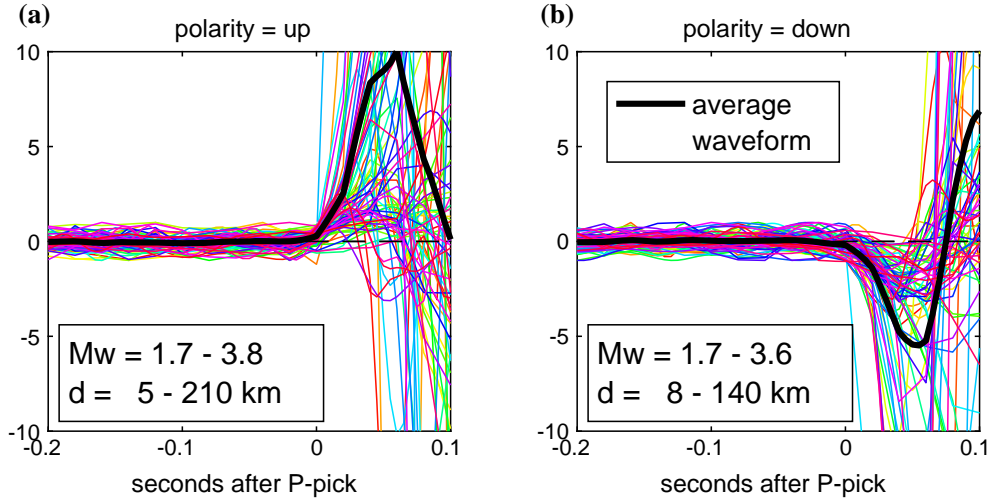 (a)
polarity = up
10
5
0
-5
-10
Mw = 1.7 - 3.8
d = 5 - 210 km
-0.2
-0.1
0
0.1
seconds after P-pick
(b)
polarity = down
10
5
0
-5
-10
average
waveform
Mw = 1.7 - 3.6
d = 8 - 140 km
-0.2
-0.1
0
0.1
seconds after P-pick